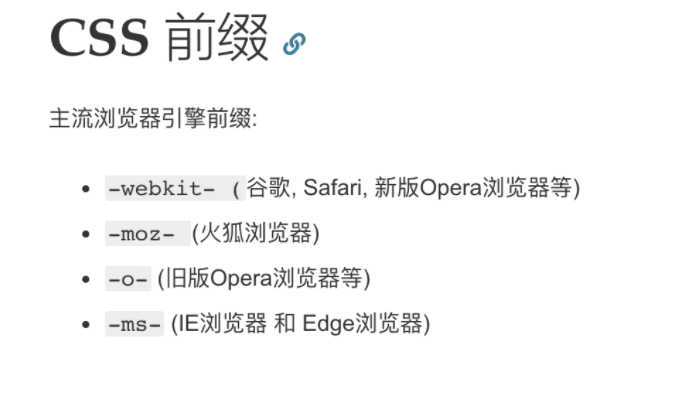 CSS 前缀
主流浏览器引擎前缀:
-webkit- (谷歌, Safari, 新版Opera浏览器等)
-moz- (火狐浏览器)
-o- (旧版Opera浏览器等)
-ms- (IE浏览器 和 Edge浏览器)